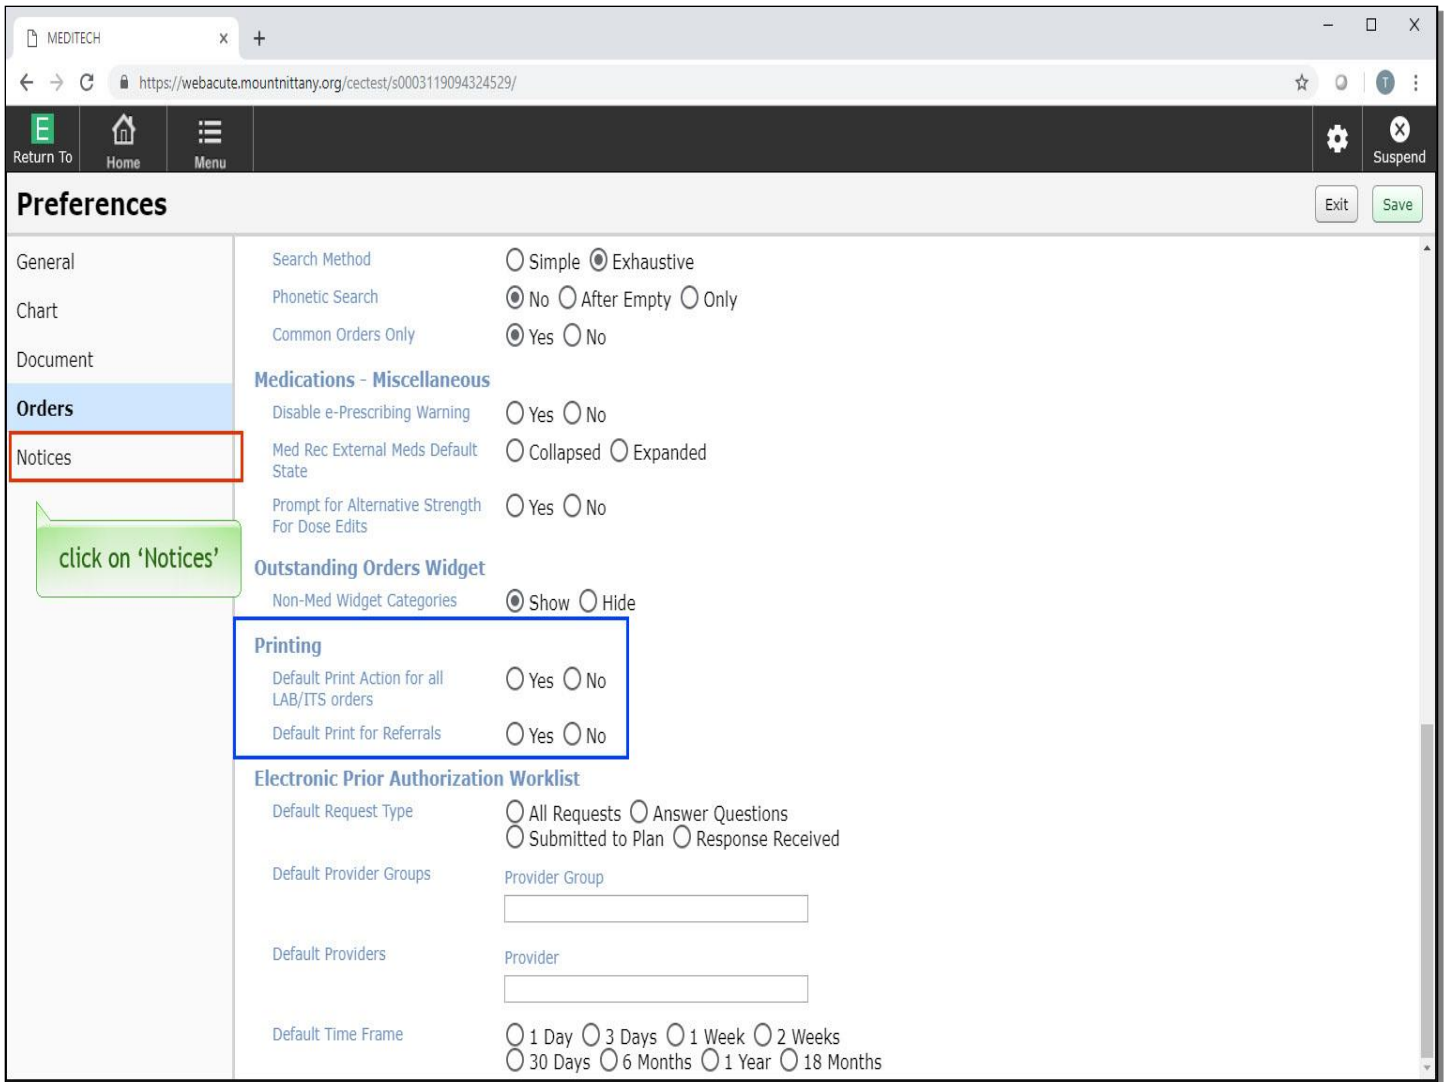 MEDITECH
https://webacute.mountnittany.org/cectest/s0003119094324529/
T
E
Return To
Home
Menu
Suspend
Preferences
Exit
Save
General
Chart
Document
Orders
Notices
click on ‘Notices’
Search Method
Simple Exhaustive
Phonetic Search
No After Empty Only
Common Orders Only
Yes No
Medications - Miscellaneous
Disable e-Prescribing Warning
Yes No
Med Rec External Meds Default
State
Collapsed Expanded
Prompt for Alternative Strength
For Dose Edits
Yes No
Outstanding Orders Widget
Non-Med Widget Categories
Show Hide
Printing
Default Print Action for all
LAB/ITS orders
Yes No
Default Print for Referrals
Yes No
Electronic Prior Authorization Worklist
Default Request Type
All Requests Answer Questions
Submitted to Plan Response Received
Default Provider Groups
Provider Group
Default Providers
Provider
Default Time Frame
1 Day 3 Days 1 Week 2 Weeks
30 Days 6 Months 1 Year 18 Months